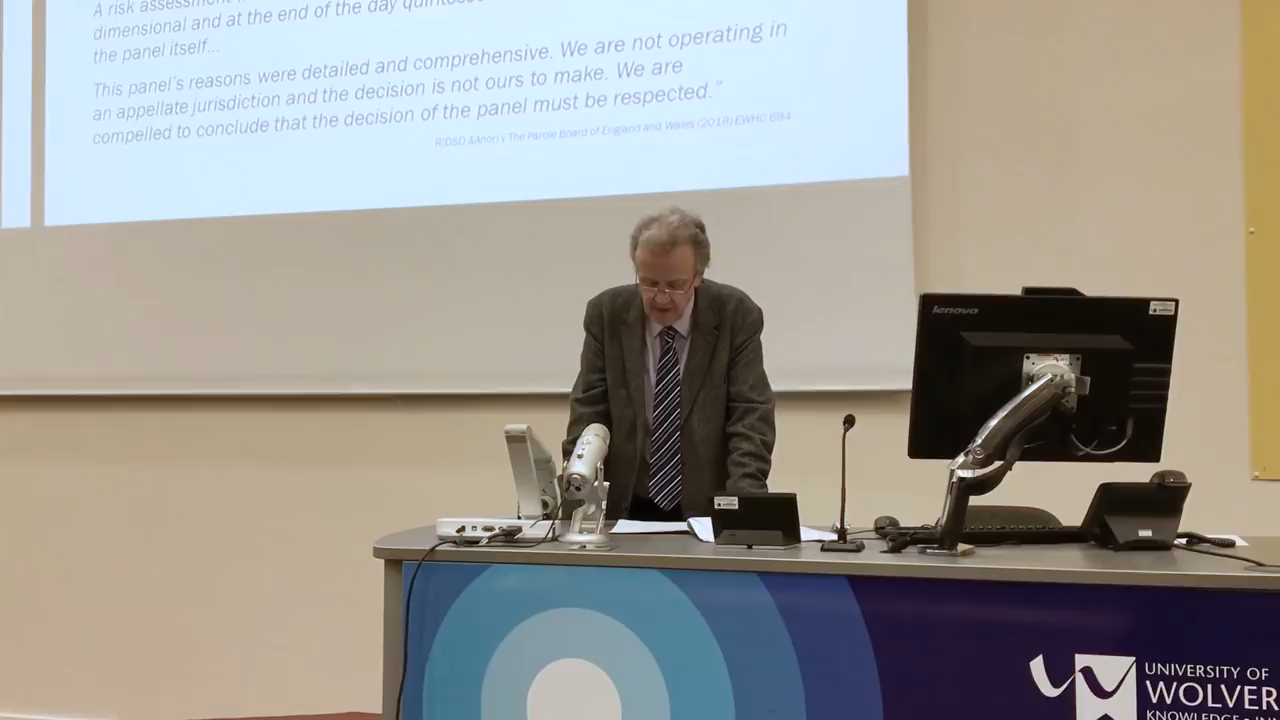 A risk assessment
dimensional and at the end of the day
the panel itself...
This panel's reasons were detailed and comprehensive. We are not operating in
an appellate jurisdiction and the decision is not ours to make. We are
compelled to conclude that the decision of the panel must be respected."
R(DSD &Anor) v The Parole Board of England and Wales (2018) EWHC 694
lenovo
UNIVERSITY OF
WOLVER
KNOWLEDGE